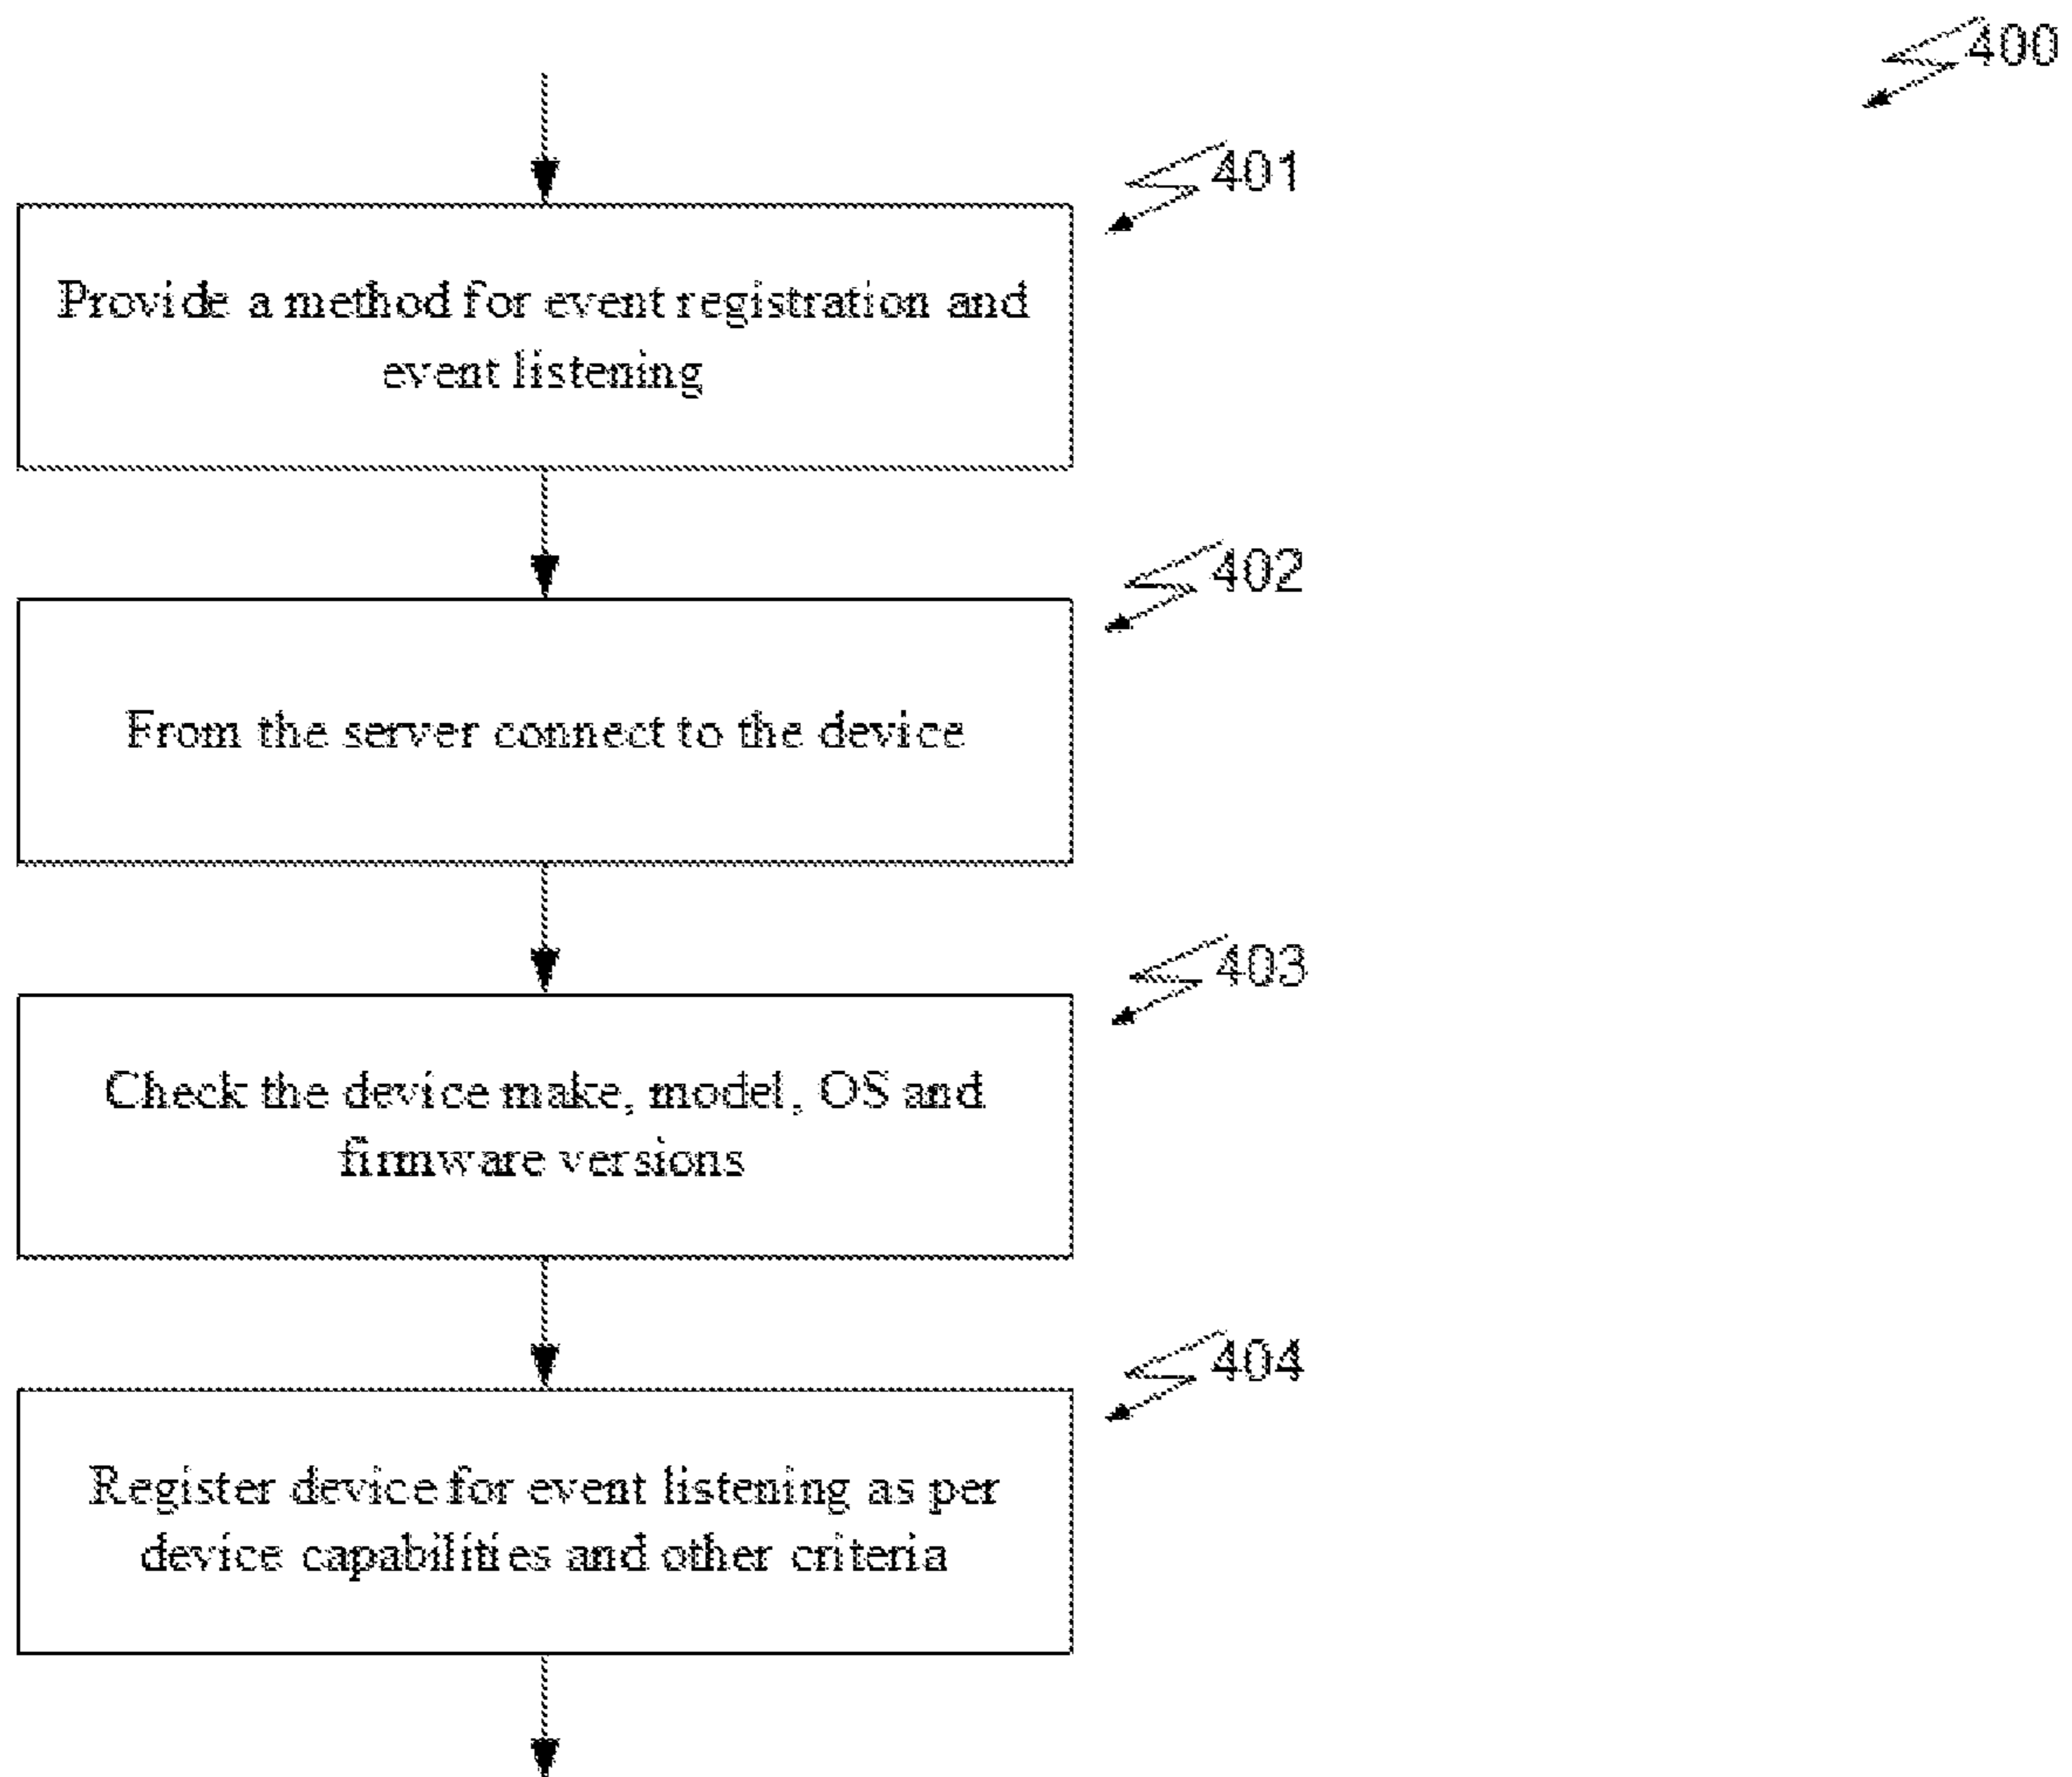 400
401
Provide a method for event registration and
event listening
402
From the server connect to the device
403
Check the device make, model, OS and
firmware versions
404
Register device for event listening as per
device capabilities and other criteria